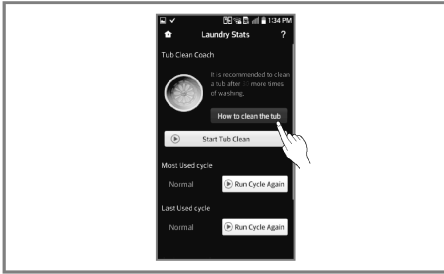 1:34 PM
Laundry Stats ?
Tub Clean Coach
It is recommended to clean
a tub after more times
of washing.
How to clean the tub
Start Tub Clean
Most Used cycle
Normal Run Cycle Again
Last Used cycle
Normal Run Cycle Again